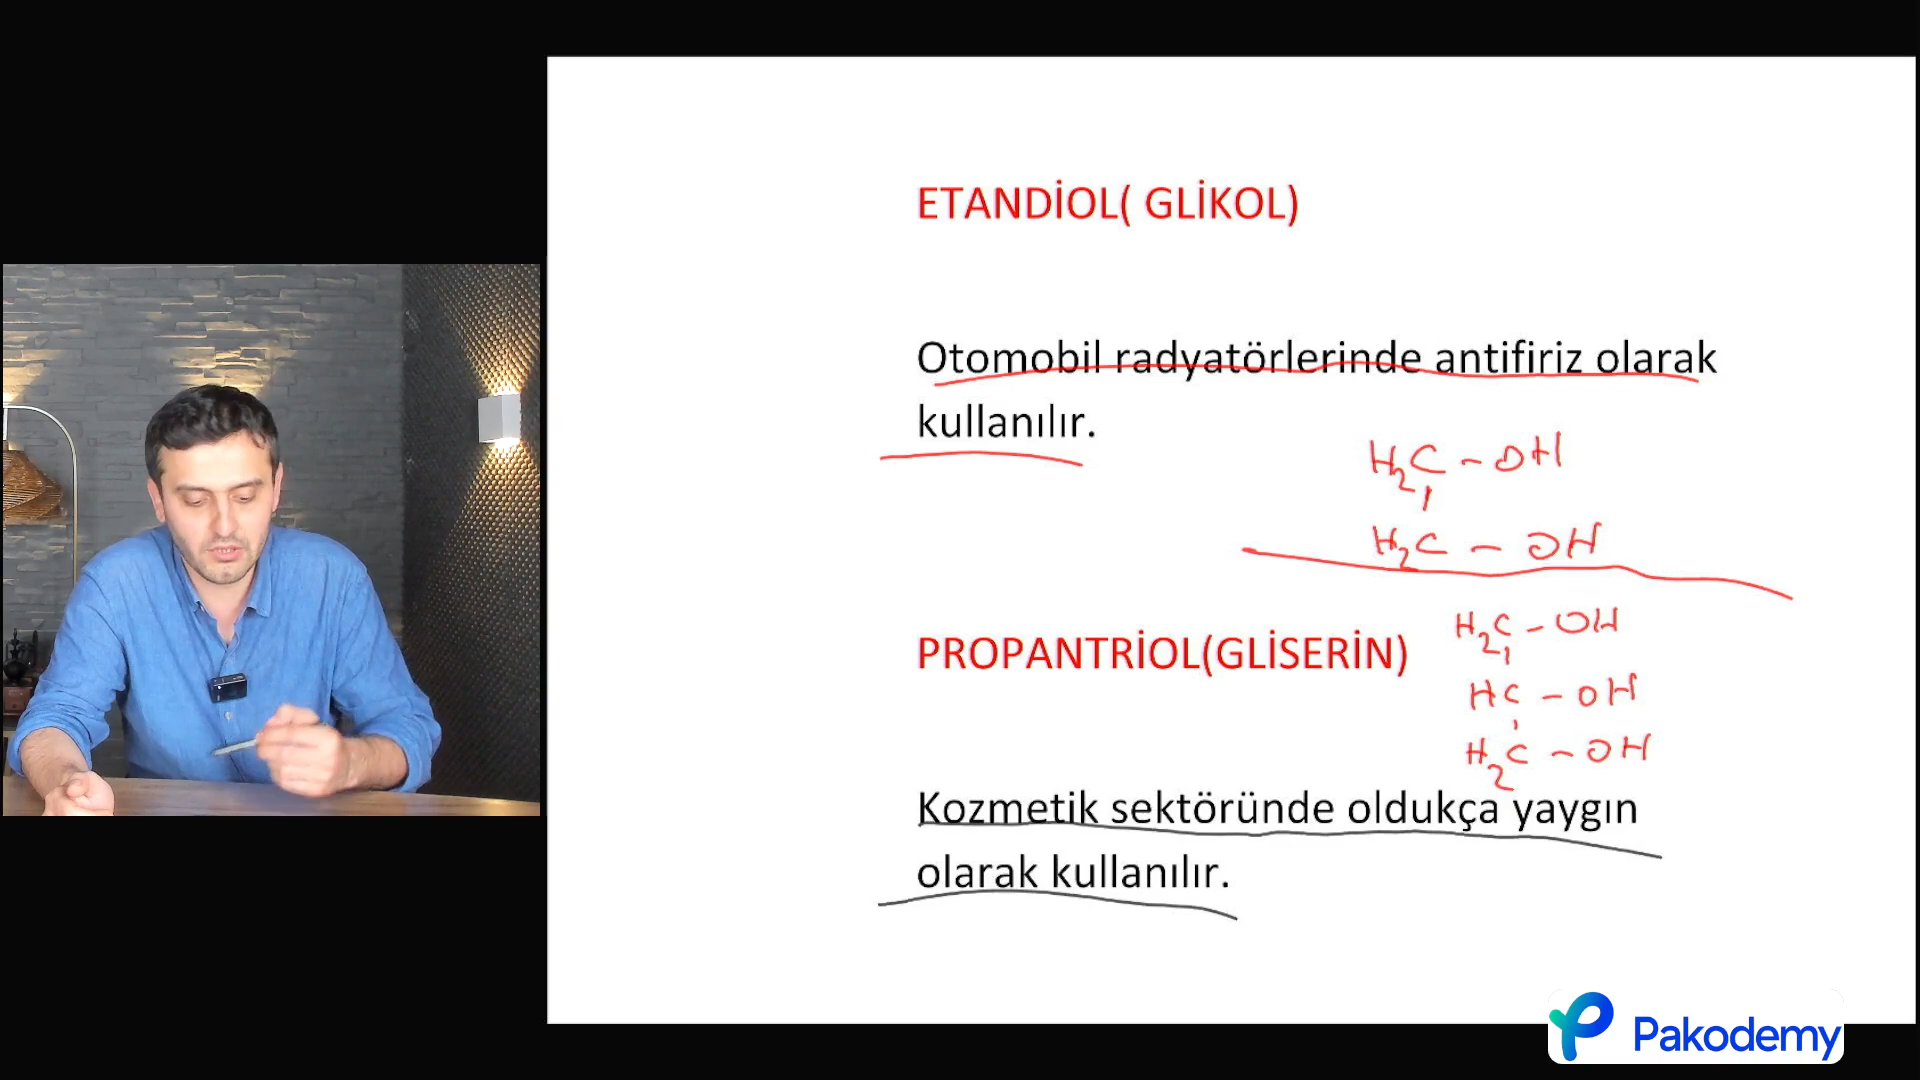 ETANDİOL( GLİKOL)
Otomobil radyatörlerinde antifiriz olarak
kullanılır.
H₂C – OH
H₂C – OH
PROPANTRİOL(GLİSERİN)
H₂C – OH
HC – OH
H₂C – OH
Kozmetik sektöründe oldukça yaygın
olarak kullanılır.
Pakodemy